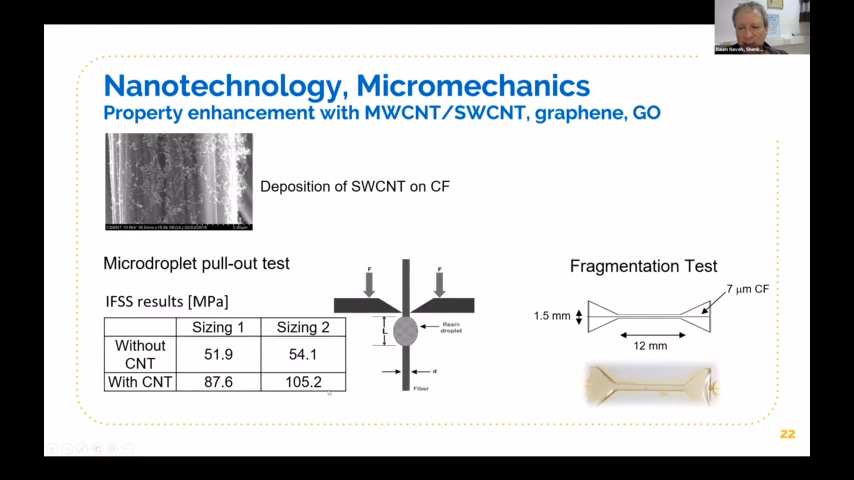 Nanotechnology, Micromechanics
Property enhancement with MWCNT/SWCNT, graphene, GO
Deposition of SWCNT on CF
Microdroplet pull-out test
IFSS results [MPa]
Sizing 1 Sizing 2
Without CNT 51.9 54.1
With CNT 87.6 105.2
F F
L
Resin
droplet
d
Fiber
Fragmentation Test
7 μm CF
1.5 mm
12 mm
22